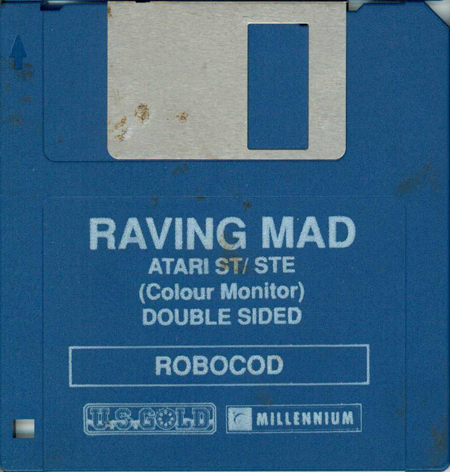 RAVING MAD
ATARI ST/ STE
(Colour Monitor)
DOUBLE SIDED
ROBOCOD
U.S.GOLD
MILLENNIUM